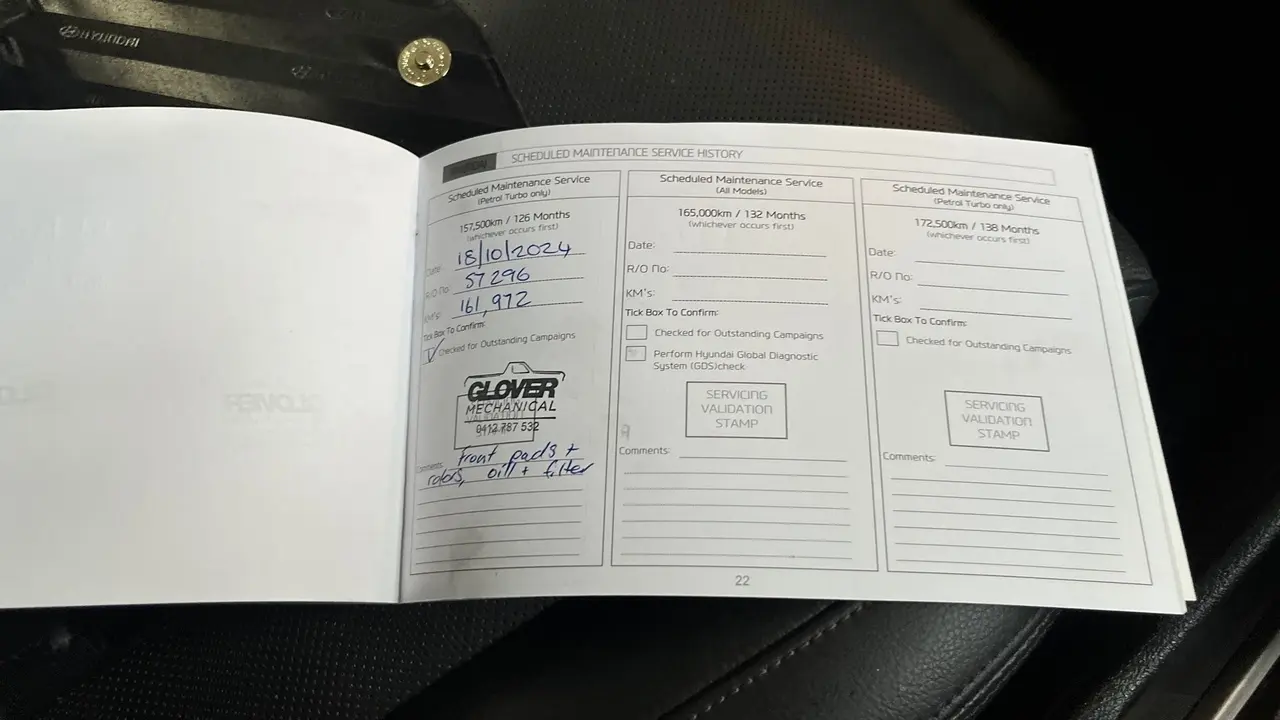 HYUNDAI
SCHEDULED MAINTENANCE SERVICE HISTORY
Scheduled Maintenance Service
(Petrol Turbo only)
157,500km / 126 Months
(whichever occurs first)
Date: 18/10/2024
R/O No: 57296
KM's: 161,972
Tick Box To Confirm:
Checked for Outstanding Campaigns
GLOVER
MECHANICAL
VALIDATION
STAMP
0412 787 532
Comments: front pads +
rotors, oil + filter
Scheduled Maintenance Service
(All Models)
165,000km / 132 Months
(whichever occurs first)
Date:
R/O No:
KM's:
Tick Box To Confirm:
Checked for Outstanding Campaigns
Perform Hyundai Global Diagnostic
System (GDS)check
SERVICING
VALIDATION
STAMP
Comments:
Scheduled Maintenance Service
(Petrol Turbo only)
172,500km / 138 Months
(whichever occurs first)
Date:
R/O No:
KM's:
Tick Box To Confirm:
Checked for Outstanding Campaigns
SERVICING
VALIDATION
STAMP
Comments:
22